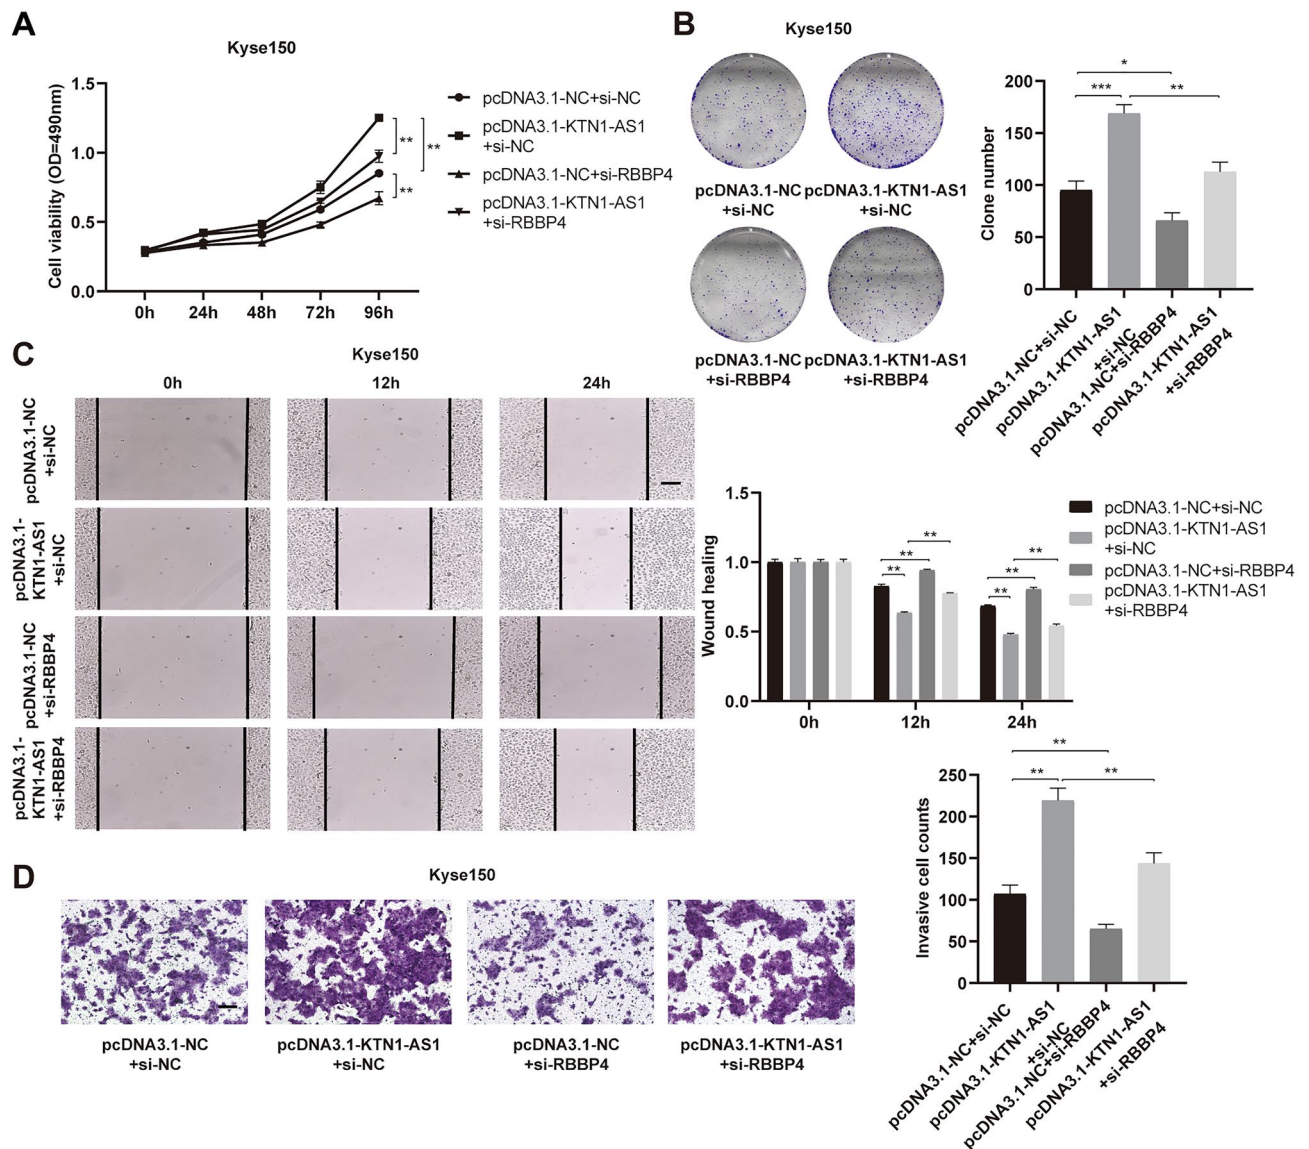 A
Kyse150
Cell viability (OD=490nm)
1.5
1.0
0.5
0.0
0h 24h 48h 72h 96h
**
**
**
pcDNA3.1-NC+si-NC
pcDNA3.1-KTN1-AS1
+si-NC
pcDNA3.1-NC+si-RBBP4
pcDNA3.1-KTN1-AS1
+si-RBBP4
B
Kyse150
pcDNA3.1-NC
+si-NC
pcDNA3.1-KTN1-AS1
+si-NC
pcDNA3.1-NC
+si-RBBP4
pcDNA3.1-KTN1-AS1
+si-RBBP4
Clone number
200
150
100
50
0
*
***
**
pcDNA3.1-NC+si-NC
pcDNA3.1-KTN1-AS1
+si-NC
pcDNA3.1-NC+si-RBBP4
pcDNA3.1-KTN1-AS1
+si-RBBP4
C
Kyse150
0h 12h 24h
pcDNA3.1-NC
+si-NC
pcDNA3.1-
KTN1-AS1
+si-NC
pcDNA3.1-NC
+si-RBBP4
pcDNA3.1-
KTN1-AS1
+si-RBBP4
Wound healing
1.5
1.0
0.5
0.0
0h 12h 24h
**
**
**
**
**
**
pcDNA3.1-NC+si-NC
pcDNA3.1-KTN1-AS1
+si-NC
pcDNA3.1-NC+si-RBBP4
pcDNA3.1-KTN1-AS1
+si-RBBP4
D
Kyse150
pcDNA3.1-NC
+si-NC
pcDNA3.1-KTN1-AS1
+si-NC
pcDNA3.1-NC
+si-RBBP4
pcDNA3.1-KTN1-AS1
+si-RBBP4
Invasive cell counts
250
200
150
100
50
0
**
**
**
pcDNA3.1-NC+si-NC
pcDNA3.1-KTN1-AS1
+si-NC
pcDNA3.1-NC+si-RBBP4
pcDNA3.1-KTN1-AS1
+si-RBBP4